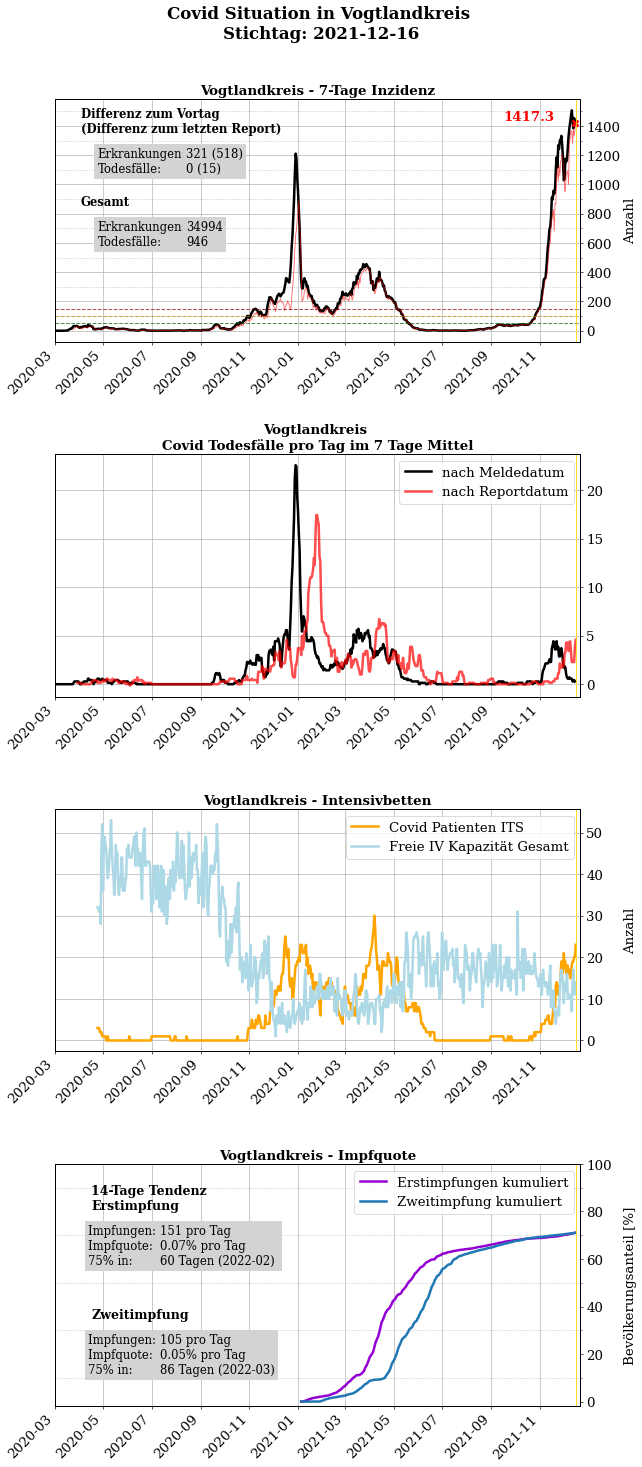 Covid Situation in Vogtlandkreis
Stichtag: 2021-12-16
Vogtlandkreis - 7-Tage Inzidenz
Differenz zum Vortag
(Differenz zum letzten Report)
Erkrankungen 321 (518)
Todesfälle: 0 (15)
Gesamt
Erkrankungen 34994
Todesfälle: 946
1417.3
1400
1200
1000
800
600
400
200
0
Anzahl
2020-03
2020-05
2020-07
2020-09
2020-11
2021-01
2021-03
2021-05
2021-07
2021-09
2021-11
Vogtlandkreis
Covid Todesfälle pro Tag im 7 Tage Mittel
nach Meldedatum
nach Reportdatum
20
15
10
5
0
2020-03
2020-05
2020-07
2020-09
2020-11
2021-01
2021-03
2021-05
2021-07
2021-09
2021-11
Vogtlandkreis - Intensivbetten
Covid Patienten ITS
Freie IV Kapazität Gesamt
50
40
30
20
10
0
Anzahl
2020-03
2020-05
2020-07
2020-09
2020-11
2021-01
2021-03
2021-05
2021-07
2021-09
2021-11
Vogtlandkreis - Impfquote
14-Tage Tendenz
Erstimpfung
Impfungen: 151 pro Tag
Impfquote: 0.07% pro Tag
75% in: 60 Tagen (2022-02)
Zweitimpfung
Impfungen: 105 pro Tag
Impfquote: 0.05% pro Tag
75% in: 86 Tagen (2022-03)
Erstimpfungen kumuliert
Zweitimpfung kumuliert
100
80
60
40
20
0
Bevölkerungsanteil [%]
2020-03
2020-05
2020-07
2020-09
2020-11
2021-01
2021-03
2021-05
2021-07
2021-09
2021-11